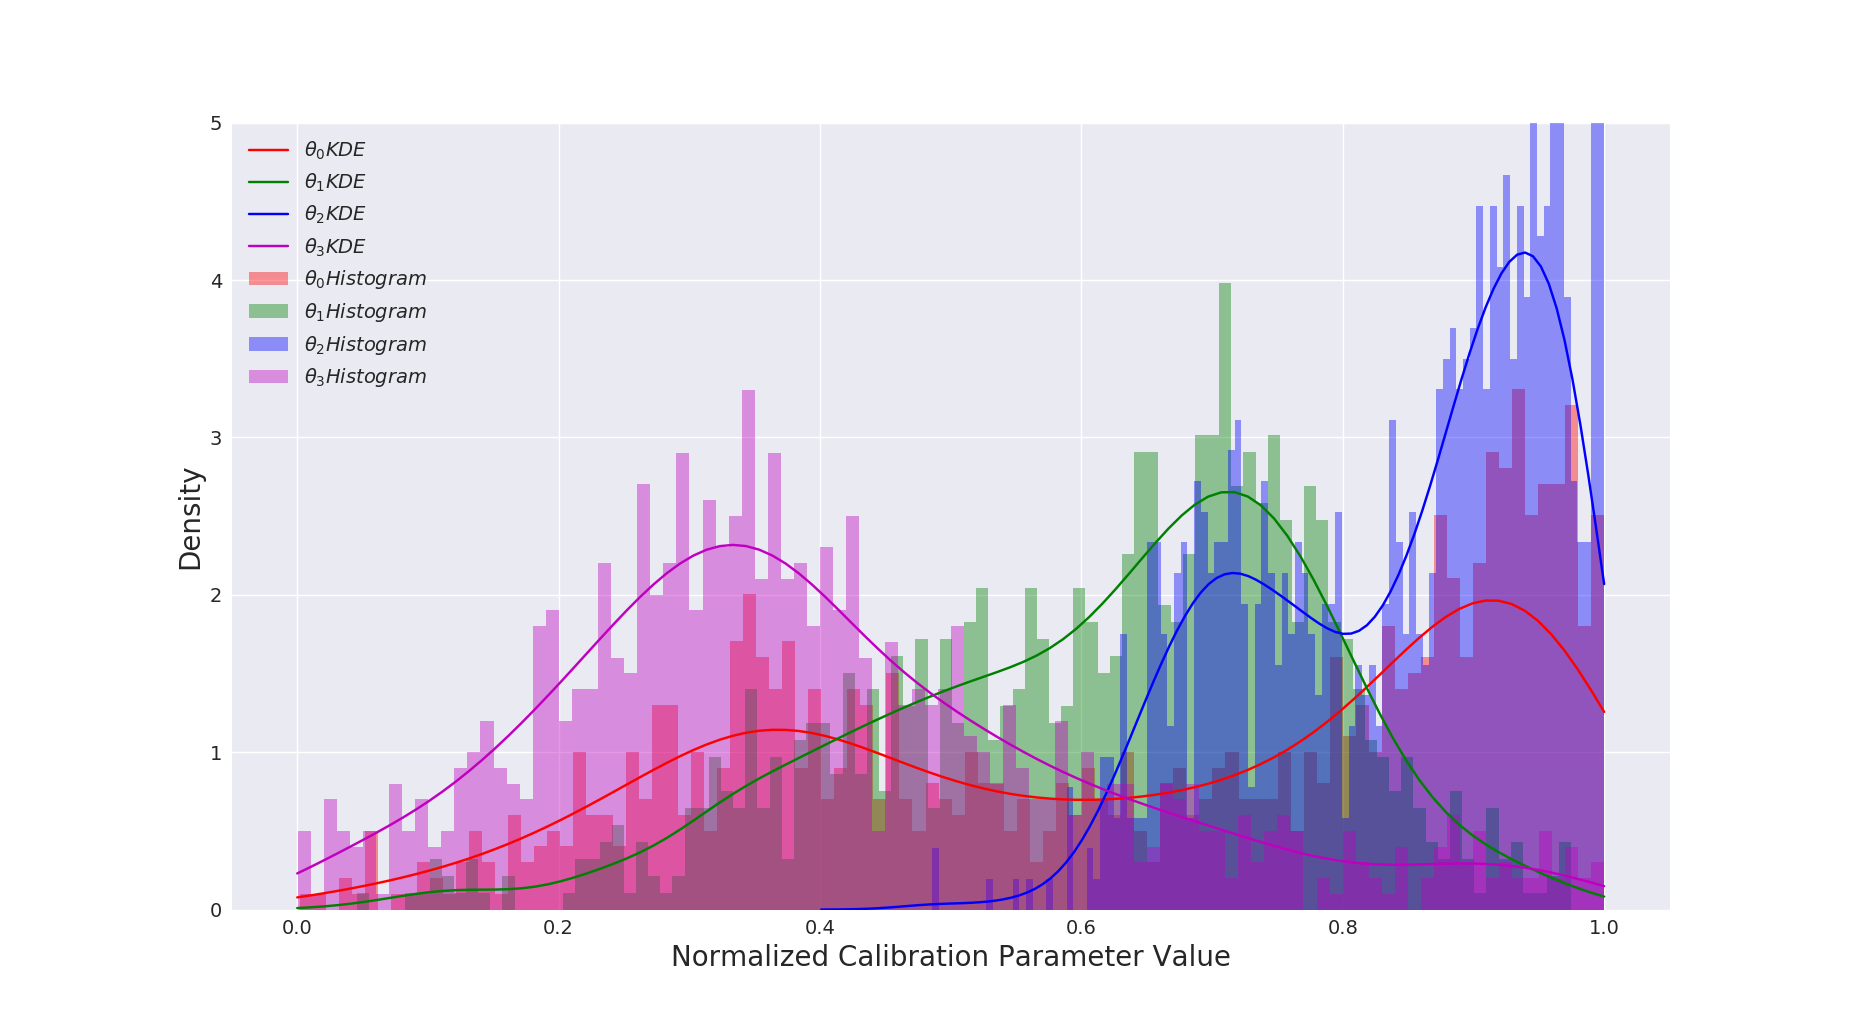 5
4
3
2
1
0
Density
θ0KDE
θ1KDE
θ2KDE
θ3KDE
θ0Histogram
θ1Histogram
θ2Histogram
θ3Histogram
0.0 0.2 0.4 0.6 0.8 1.0
Normalized Calibration Parameter Value